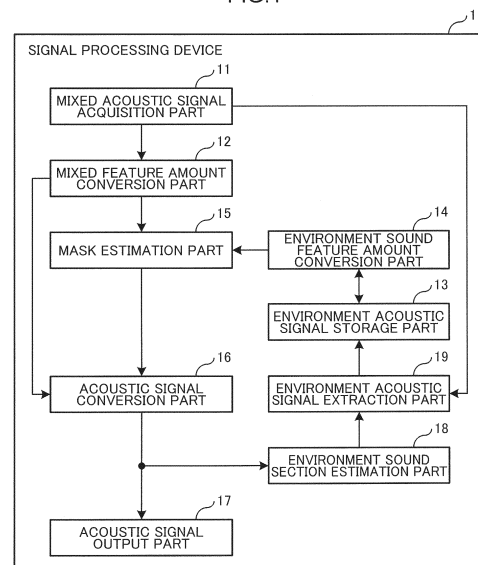 1
SIGNAL PROCESSING DEVICE
11
MIXED ACOUSTIC SIGNAL
ACQUISITION PART
12
MIXED FEATURE AMOUNT
CONVERSION PART
15
MASK ESTIMATION PART
14
ENVIRONMENT SOUND
FEATURE AMOUNT
CONVERSION PART
13
ENVIRONMENT ACOUSTIC
SIGNAL STORAGE PART
16
ACOUSTIC SIGNAL
CONVERSION PART
19
ENVIRONMENT ACOUSTIC
SIGNAL EXTRACTION PART
18
ENVIRONMENT SOUND
SECTION ESTIMATION PART
17
ACOUSTIC SIGNAL
OUTPUT PART